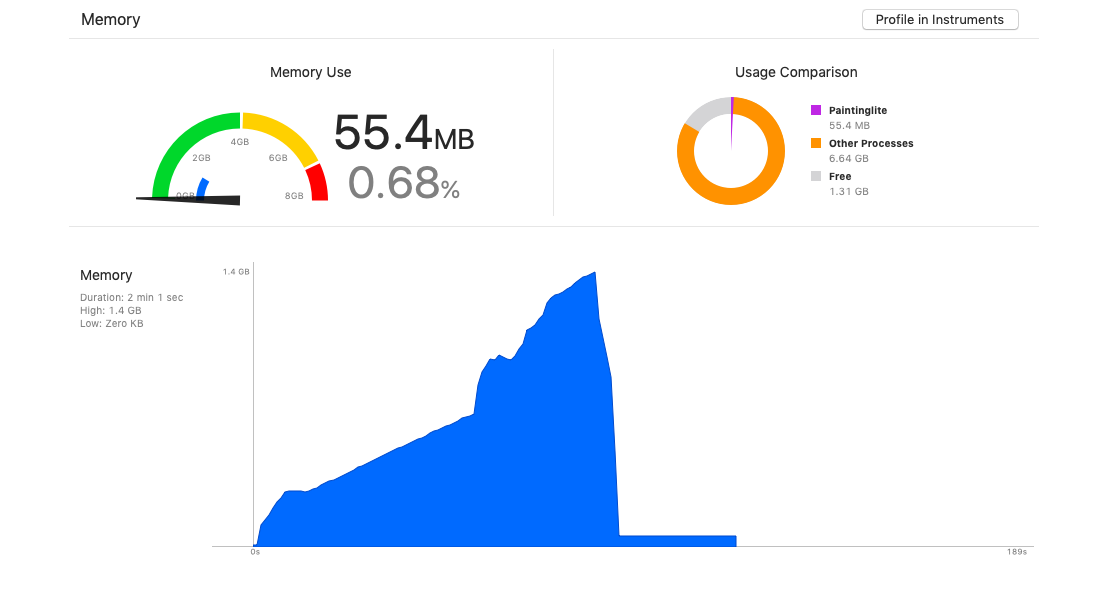 Memory
Profile in Instruments
Memory Use
Usage Comparison
0GB
2GB
4GB
6GB
8GB
55.4MB
0.68%
Paintinglite
55.4 MB
Other Processes
6.64 GB
Free
1.31 GB
Memory
Duration: 2 min 1 sec
High: 1.4 GB
Low: Zero KB
1.4 GB
0s
189s